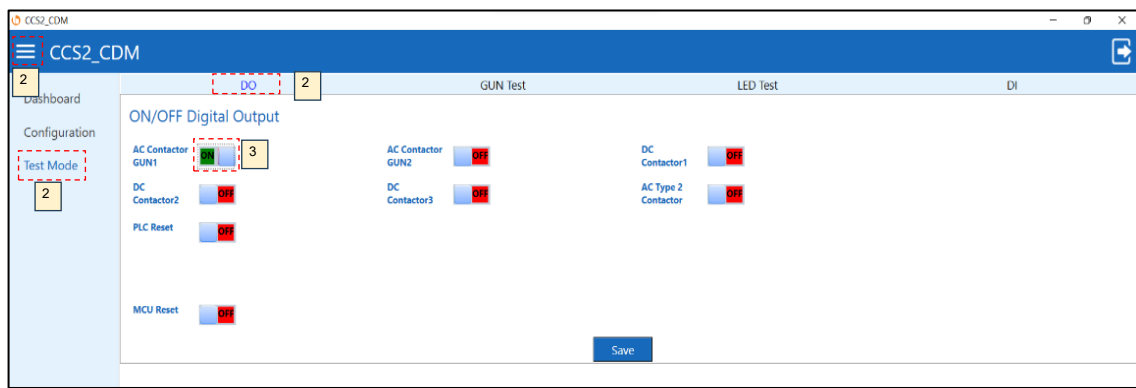 CCS2_CDM
CCS2_CDM
2
2
Dashboard
Configuration
Test Mode
2
DO
2
GUN Test
LED Test
DI
ON/OFF Digital Output
AC Contactor
GUN1
ON
3
AC Contactor
GUN2
OFF
DC
Contactor1
OFF
DC
Contactor2
OFF
DC
Contactor3
OFF
AC Type 2
Contactor
OFF
PLC Reset
OFF
MCU Reset
OFF
Save